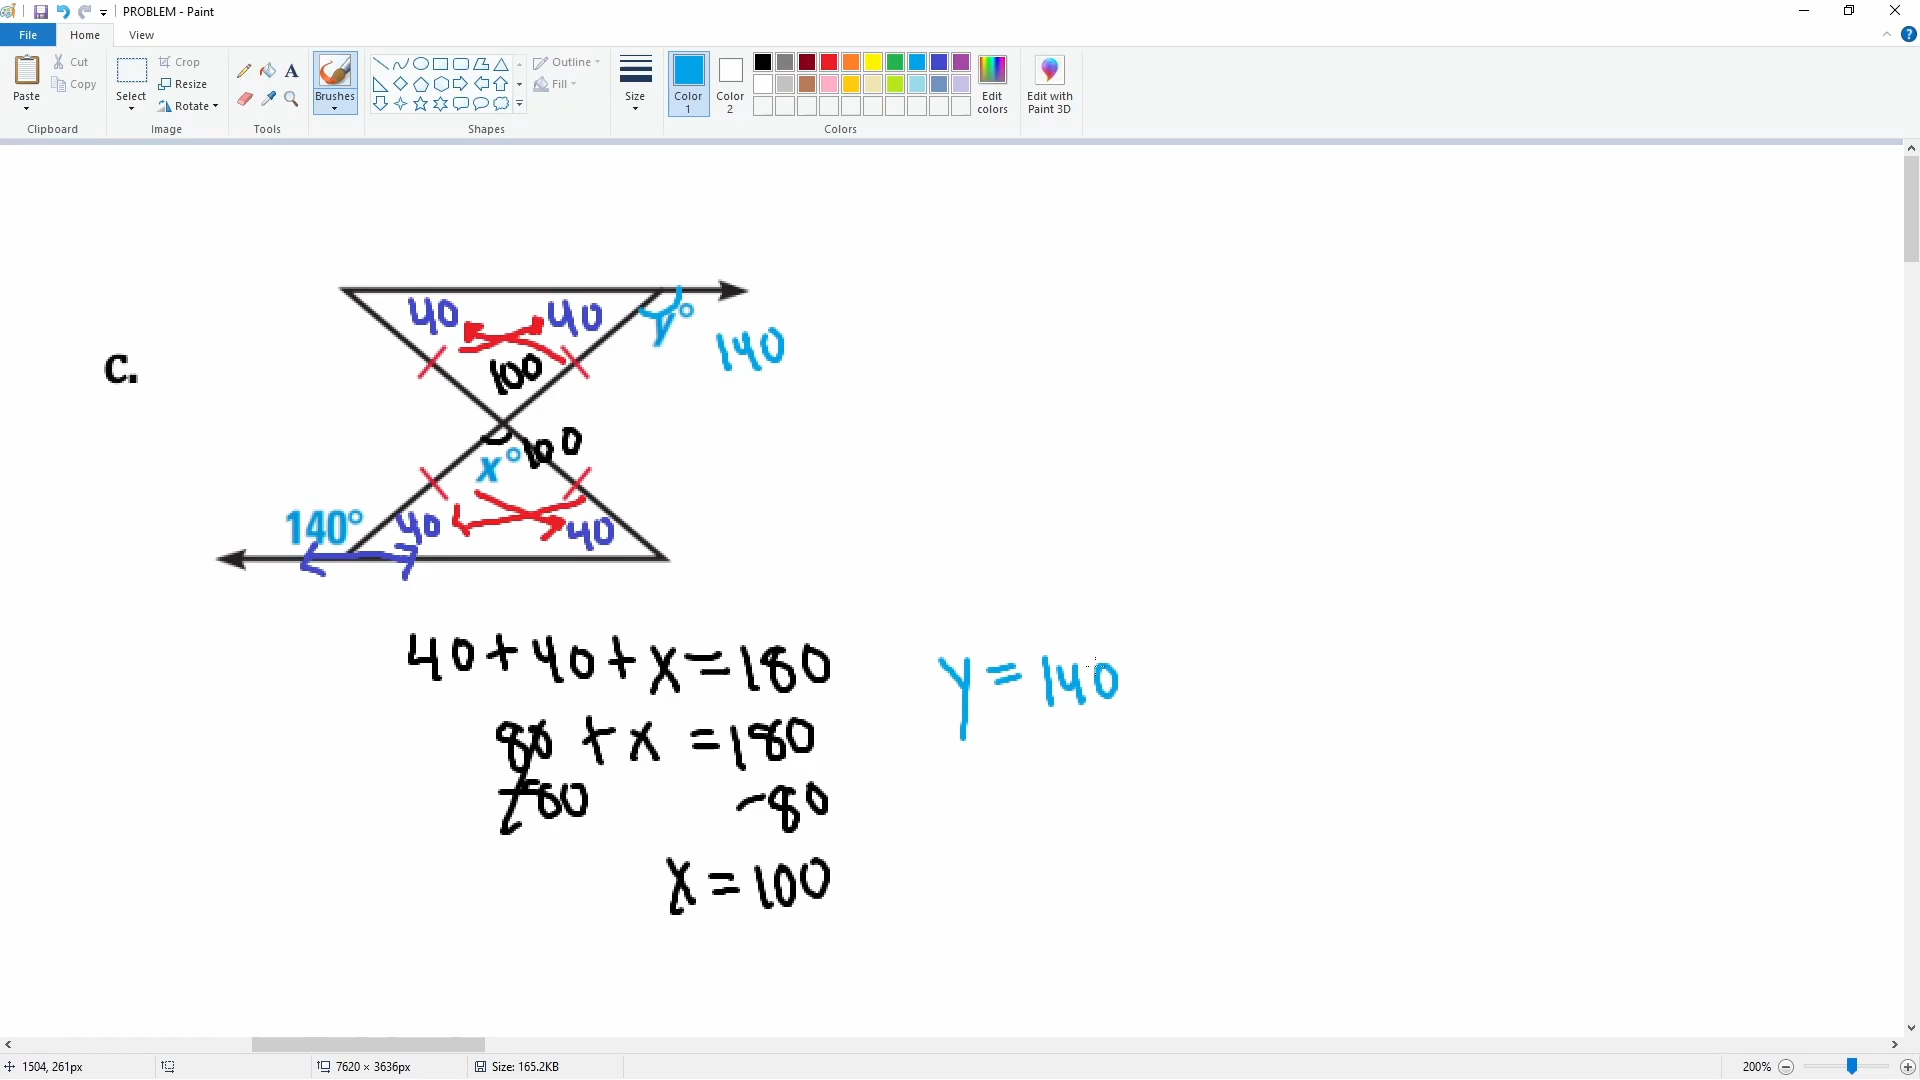 PROBLEM - Paint
File Home View
Paste
Cut
Copy
Clipboard
Select
Crop
Resize
Rotate
Image
A
Tools
Brushes
Outline
Fill
Shapes
Size
Color 1
Color 2
Edit colors
Colors
Edit with Paint 3D
C.
40 40
y°
140
100
100
x°
140° 40 40
40 + 40 + x = 180
80 + x = 180
-80 -80
x = 100
y = 140
1504, 261px
7620 × 3636px
Size: 165.2KB
200%